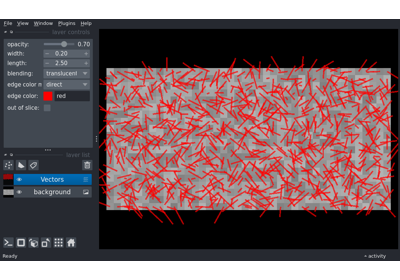 File View Window Plugins Help
layer controls
opacity: 0.70
width: 0.20
length: 2.50
blending: translucent
edge color m direct
edge color: red
out of slice:
layer list
Vectors
background
Ready
activity